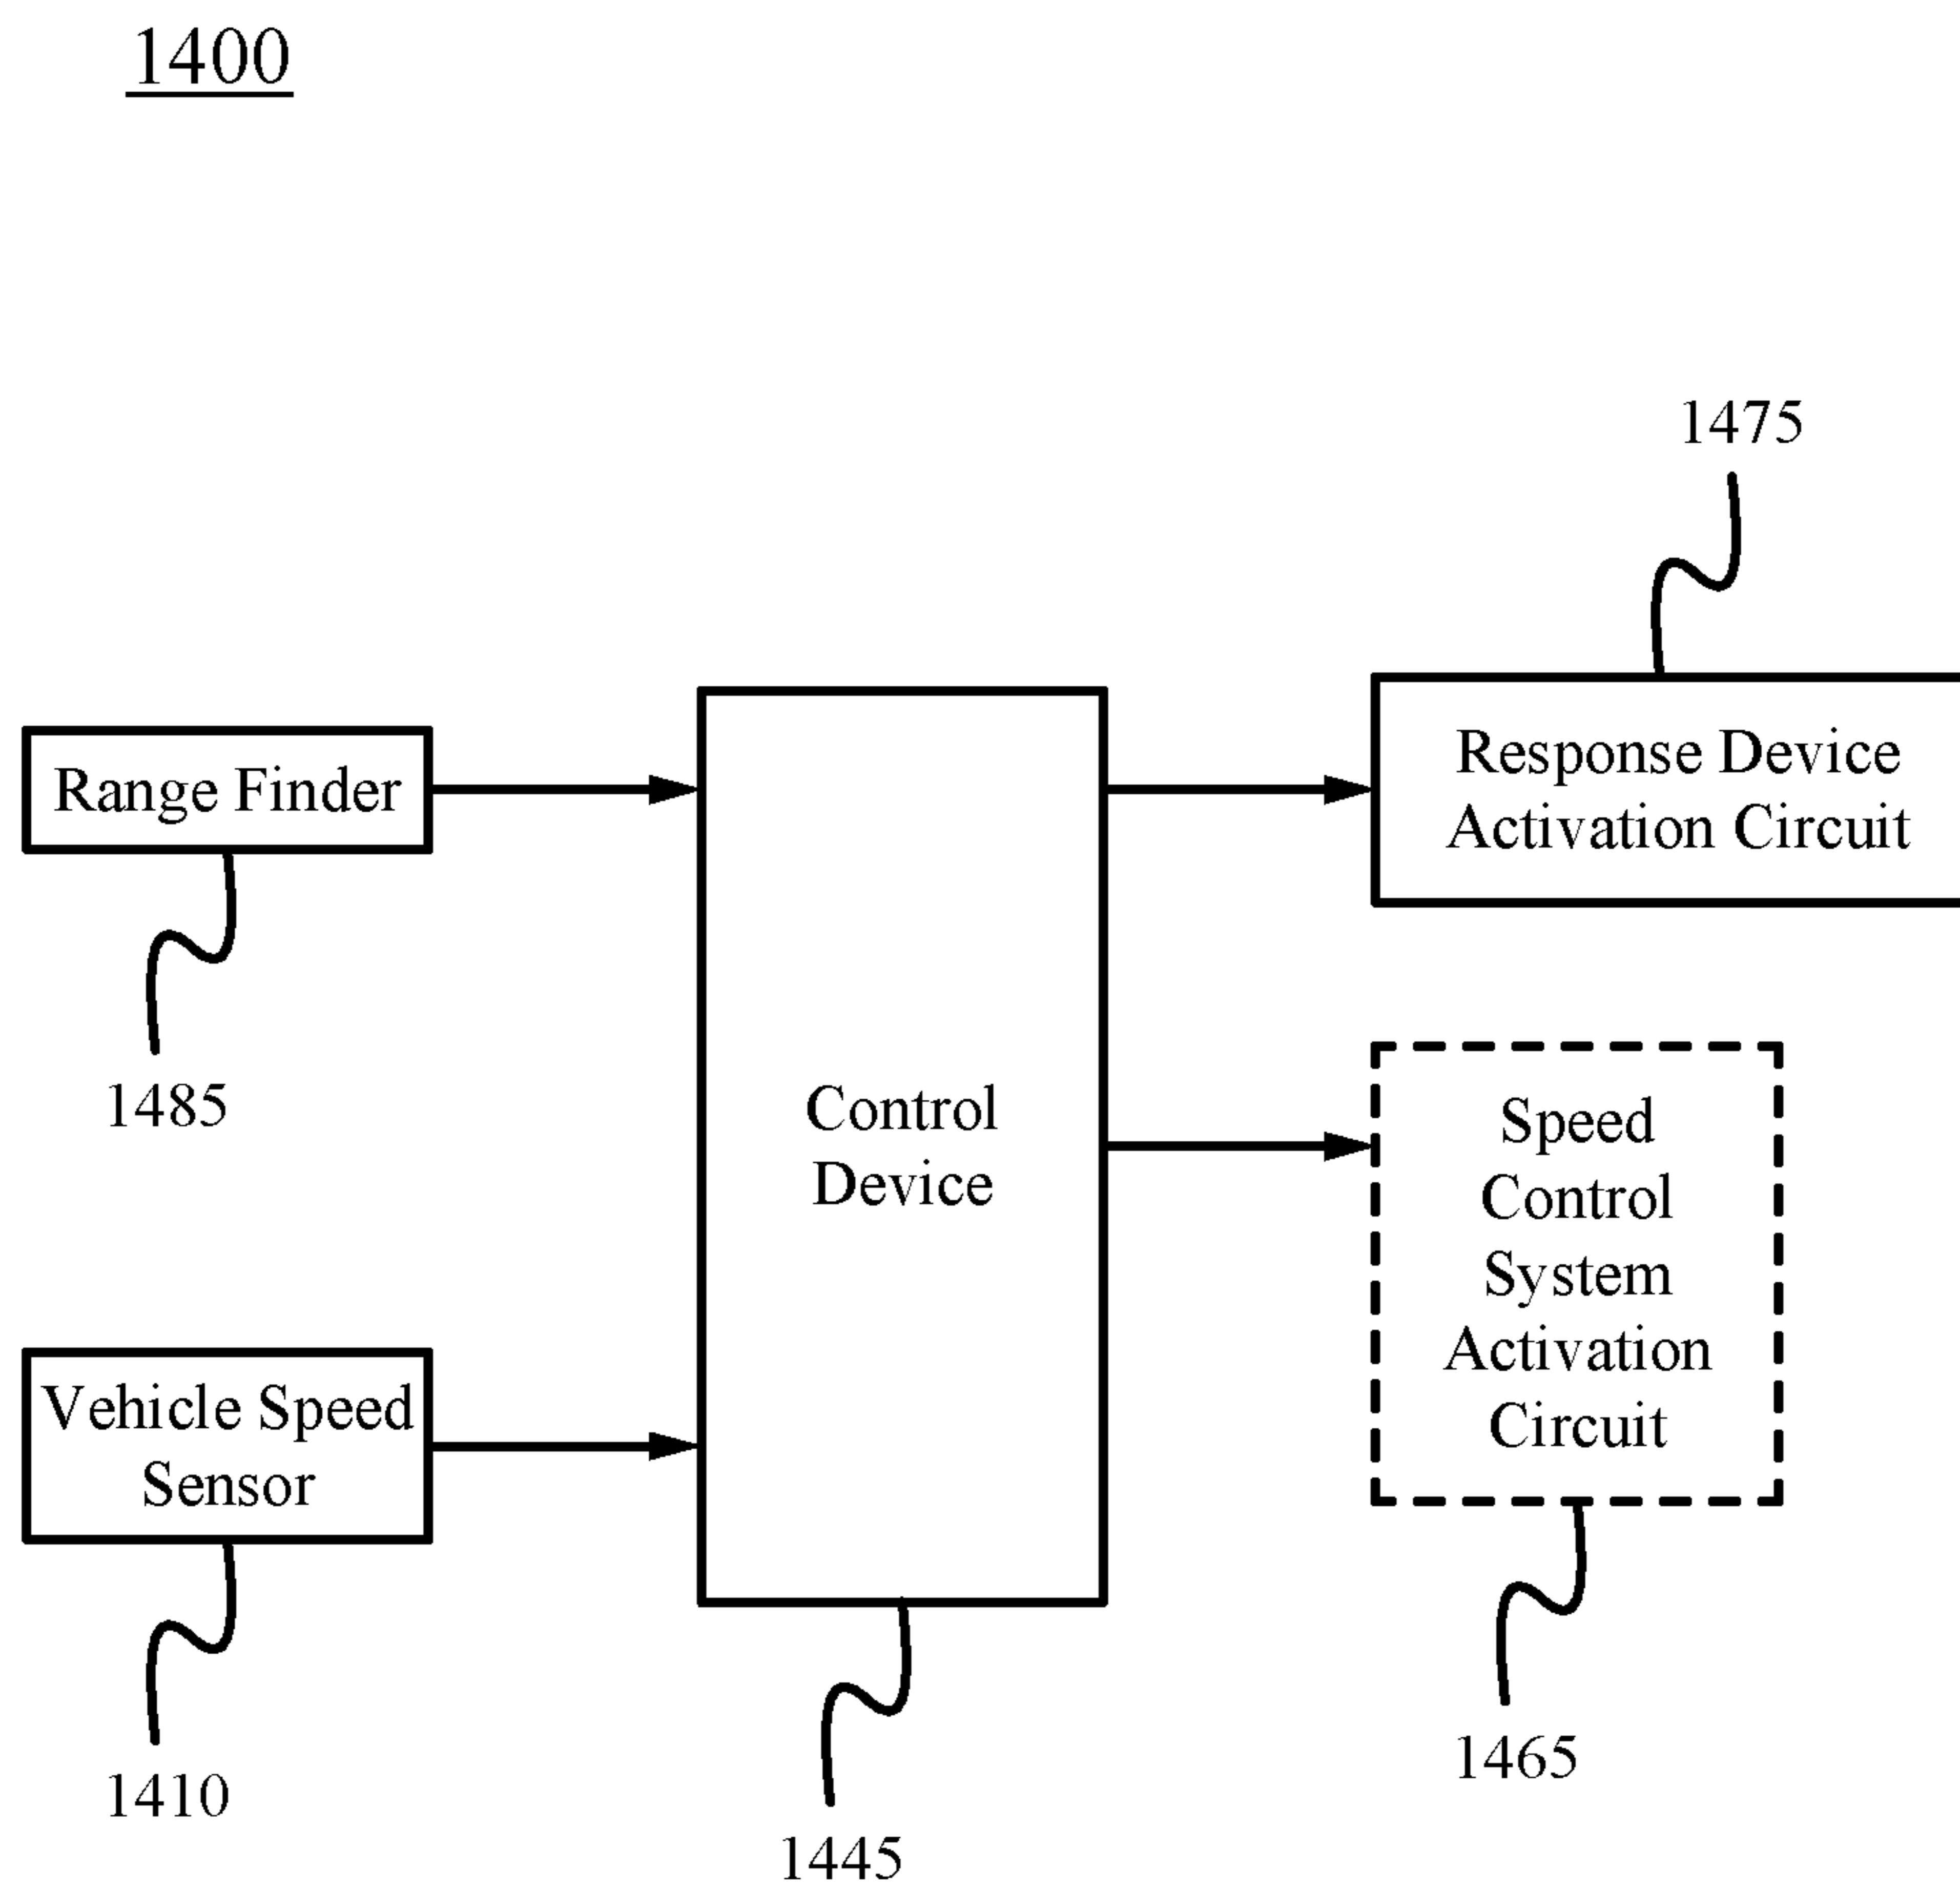 1400
1475
Range Finder
Response Device
Activation Circuit
1485
Control
Device
Speed
Control
System
Activation
Circuit
Vehicle Speed
Sensor
1410
1445
1465